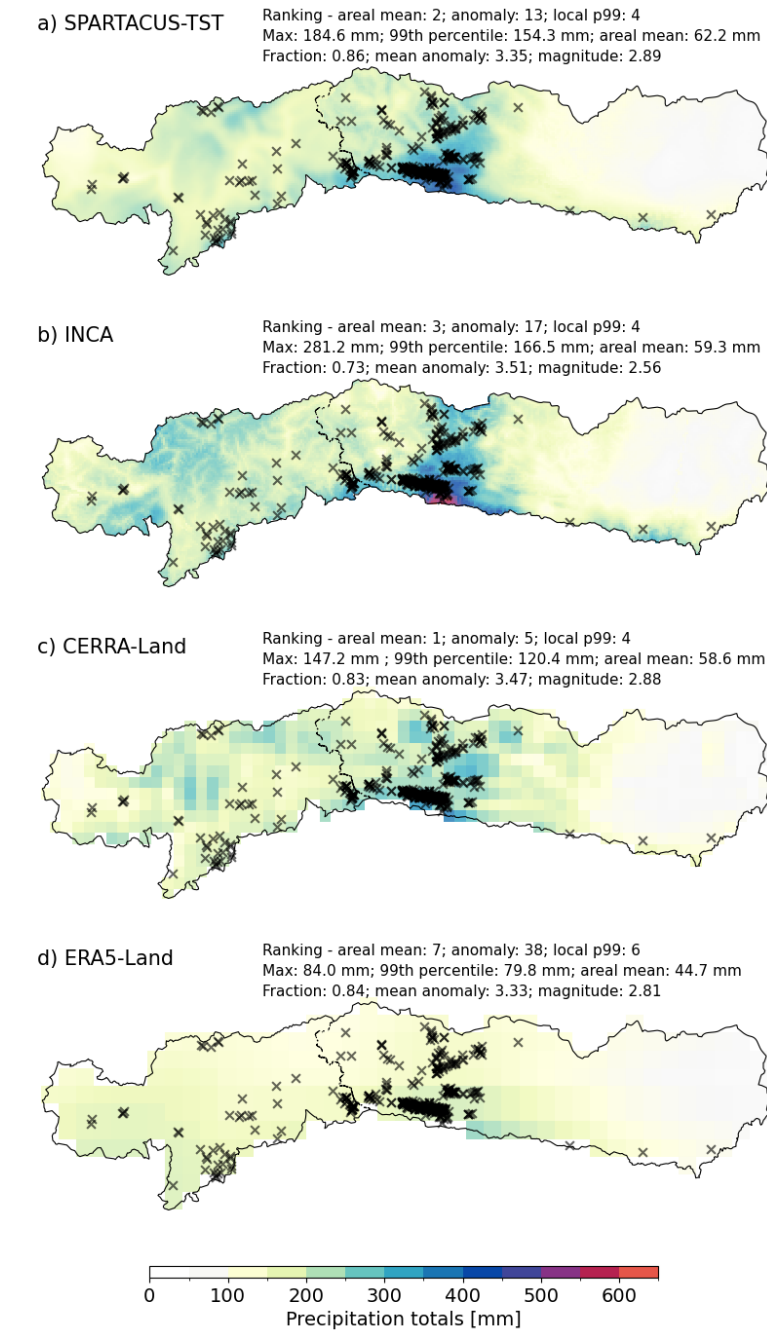 a) SPARTACUS-TST
Ranking - areal mean: 2; anomaly: 13; local p99: 4
Max: 184.6 mm; 99th percentile: 154.3 mm; areal mean: 62.2 mm
Fraction: 0.86; mean anomaly: 3.35; magnitude: 2.89
b) INCA
Ranking - areal mean: 3; anomaly: 17; local p99: 4
Max: 281.2 mm; 99th percentile: 166.5 mm; areal mean: 59.3 mm
Fraction: 0.73; mean anomaly: 3.51; magnitude: 2.56
c) CERRA-Land
Ranking - areal mean: 1; anomaly: 5; local p99: 4
Max: 147.2 mm ; 99th percentile: 120.4 mm; areal mean: 58.6 mm
Fraction: 0.83; mean anomaly: 3.47; magnitude: 2.88
d) ERA5-Land
Ranking - areal mean: 7; anomaly: 38; local p99: 6
Max: 84.0 mm; 99th percentile: 79.8 mm; areal mean: 44.7 mm
Fraction: 0.84; mean anomaly: 3.33; magnitude: 2.81
0 100 200 300 400 500 600
Precipitation totals [mm]